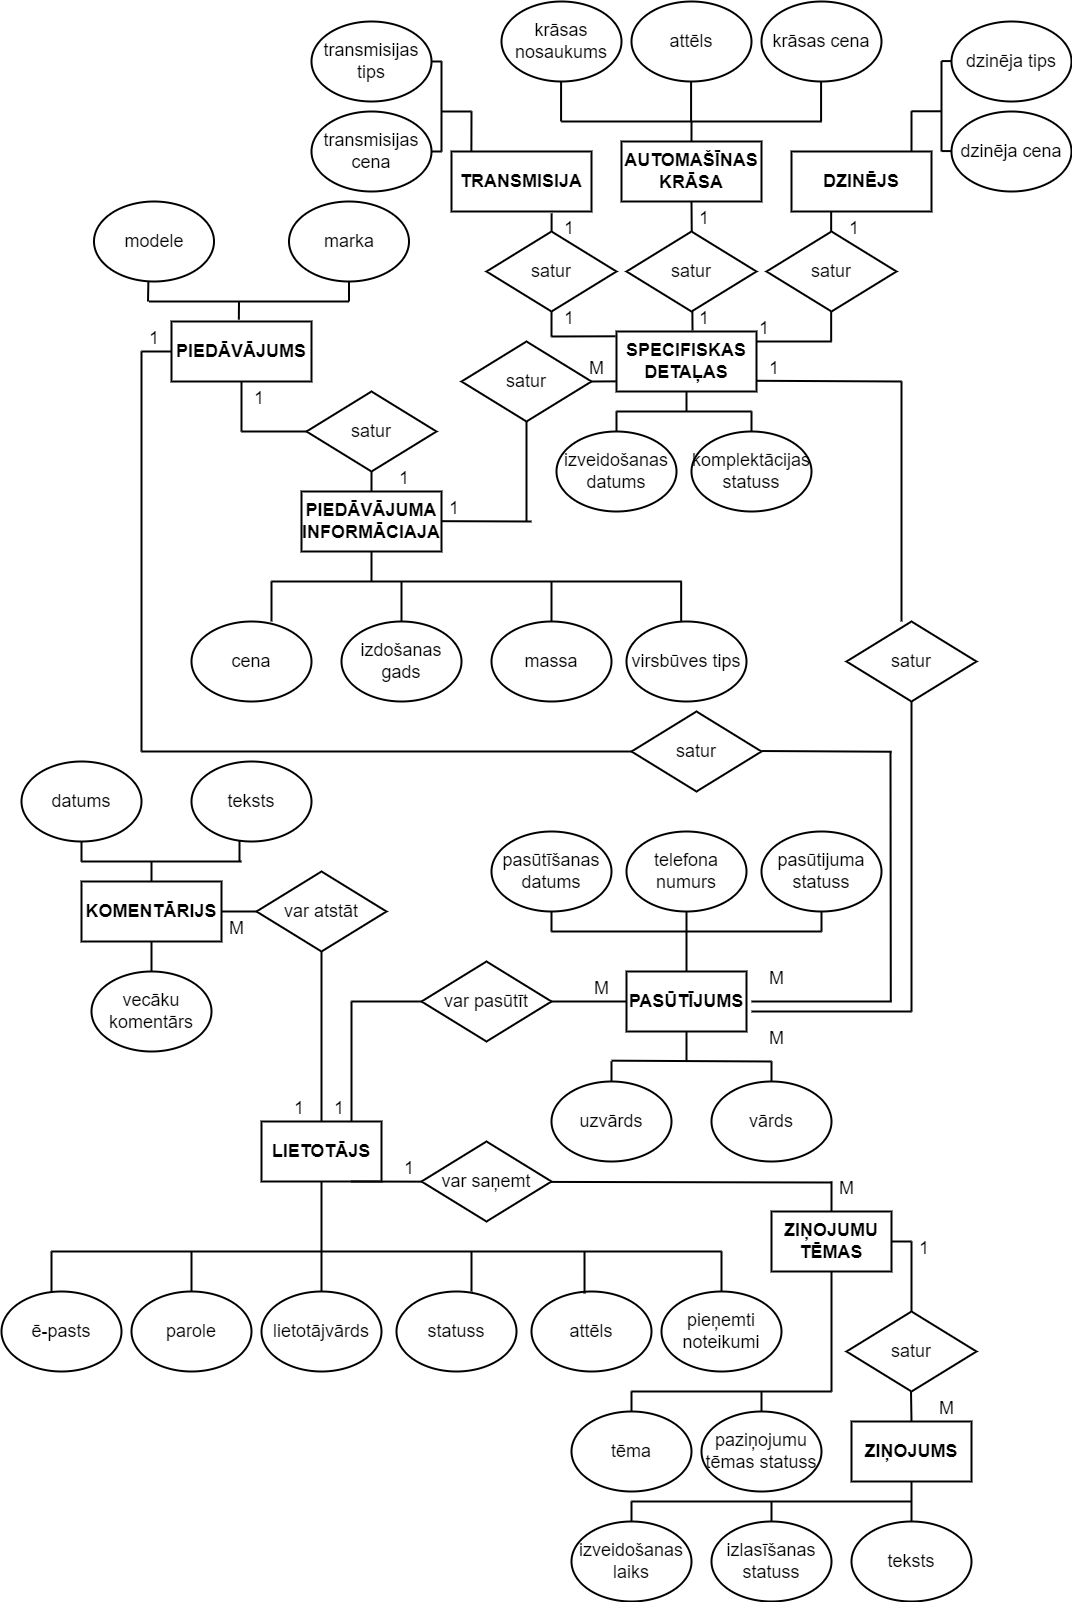 transmisijas
tips
krāsas
nosaukums
attēls
krāsas cena
dzinēja tips
transmisijas
cena
dzinēja cena
TRANSMISIJA
AUTOMAŠĪNAS
KRĀSA
DZINĒJS
1
1
1
modele
marka
satur
satur
satur
1
1
1
PIEDĀVĀJUMS
1
SPECIFISKAS
DETAĻAS
satur
M
1
1
satur
izveidošanas
datums
komplektācijas
statuss
1
PIEDĀVĀJUMA
INFORMĀCIAJA
1
cena
izdošanas
gads
massa
virsbūves tips
satur
satur
datums
teksts
pasūtīšanas
datums
telefona
numurs
pasūtijuma
statuss
KOMENTĀRIJS
M
var atstāt
M
var pasūtīt
M
PASŪTĪJUMS
M
vecāku
komentārs
uzvārds
vārds
1
1
LIETOTĀJS
1
var saņemt
M
ZIŅOJUMU
TĒMAS
1
ē-pasts
parole
lietotājvārds
statuss
attēls
pieņemti
noteikumi
satur
M
tēma
paziņojumu
tēmas statuss
ZIŅOJUMS
izveidošanas
laiks
izlasīšanas
statuss
teksts